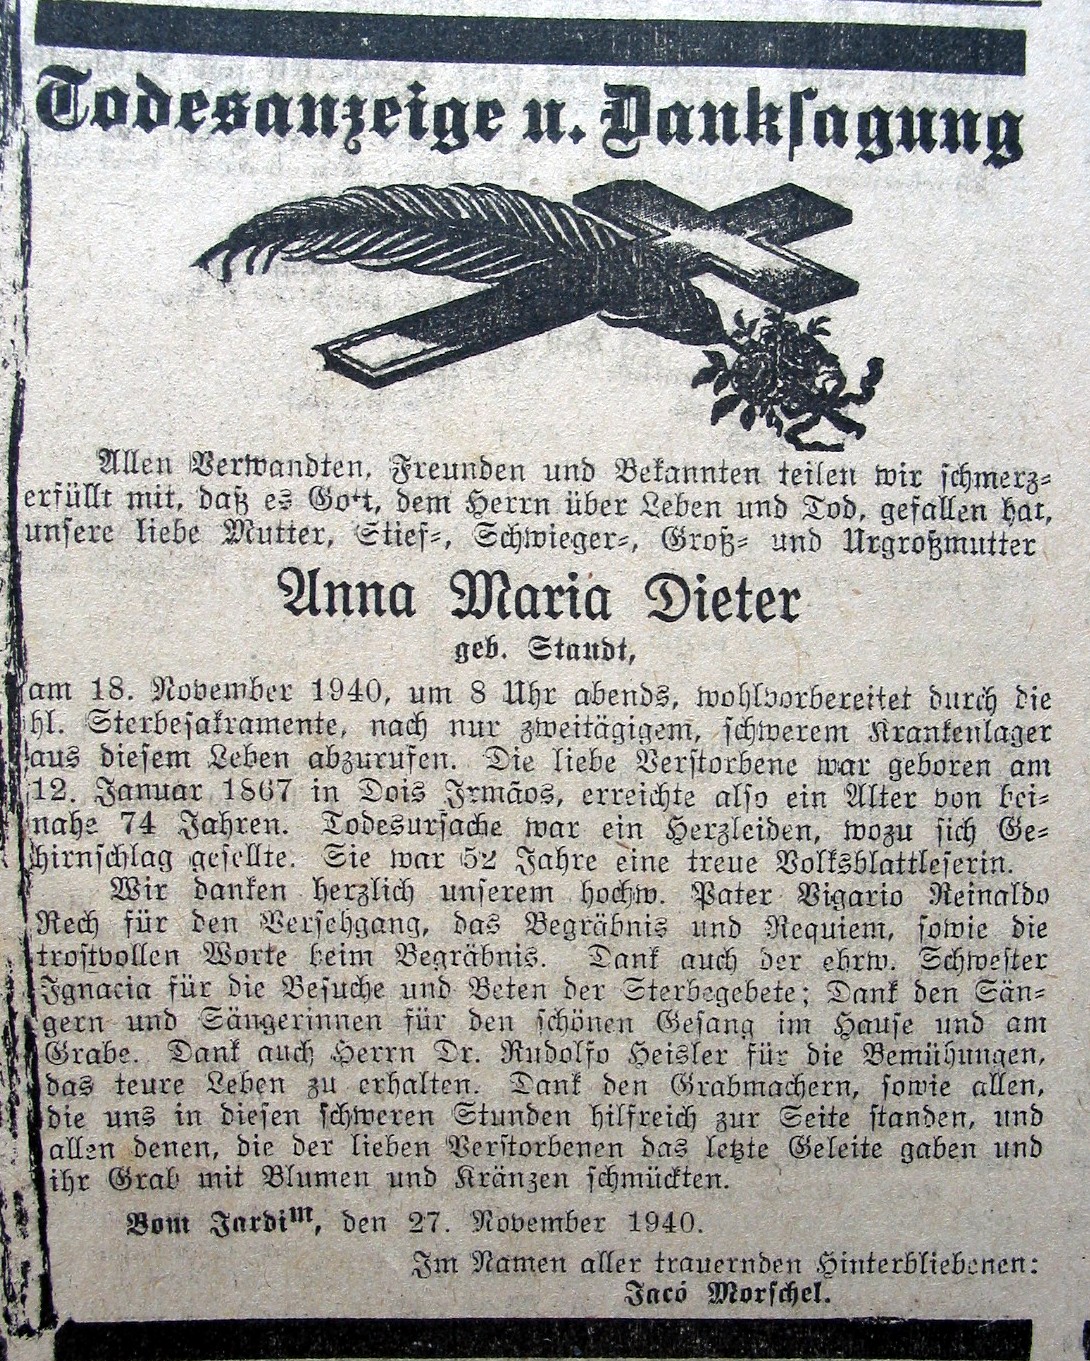 Todesanzeige u. Danksagung
Allen Verwandten, Freunden und Bekannten teilen wir schmerz-
erfüllt mit, daß es Gott, dem Herrn über Leben und Tod, gefallen hat,
unsere liebe Mutter, Stief-, Schwieger-, Groß- und Urgroßmutter
Anna Maria Dieter
geb. Staudt,
am 18. November 1940, um 8 Uhr abends, wohlvorbereitet durch die
hl. Sterbesakramente, nach nur zweitägigem, schwerem Krankenlager
aus diesem Leben abzurufen. Die liebe Verstorbene war geboren am
12. Januar 1867 in Dois Irmãos, erreichte also ein Alter von bei-
nahe 74 Jahren. Todesursache war ein Herzleiden, wozu sich Ge-
hirnschlag gesellte. Sie war 52 Jahre eine treue Volksblattleserin.
Wir danken herzlich unserem hochw. Pater Vigario Reinaldo
Rech für den Versehgang, das Begräbnis und Requiem, sowie die
trostvollen Worte beim Begräbnis. Dank auch der ehrw. Schwester
Ignacia für die Besuche und Beten der Sterbegebete; Dank den Sän-
gern und Sängerinnen für den schönen Gesang im Hause und am
Grabe. Dank auch Herrn Dr. Rudolfo Heisler für die Bemühungen,
das teure Leben zu erhalten. Dank den Grabmachern, sowie allen,
die uns in diesen schweren Stunden hilfreich zur Seite standen, und
allen denen, die der lieben Verstorbenen das letzte Geleite gaben und
ihr Grab mit Blumen und Kränzen schmückten.
Bom Jardim, den 27. November 1940.
Im Namen aller trauernden Hinterbliebenen:
Jacó Morschel.